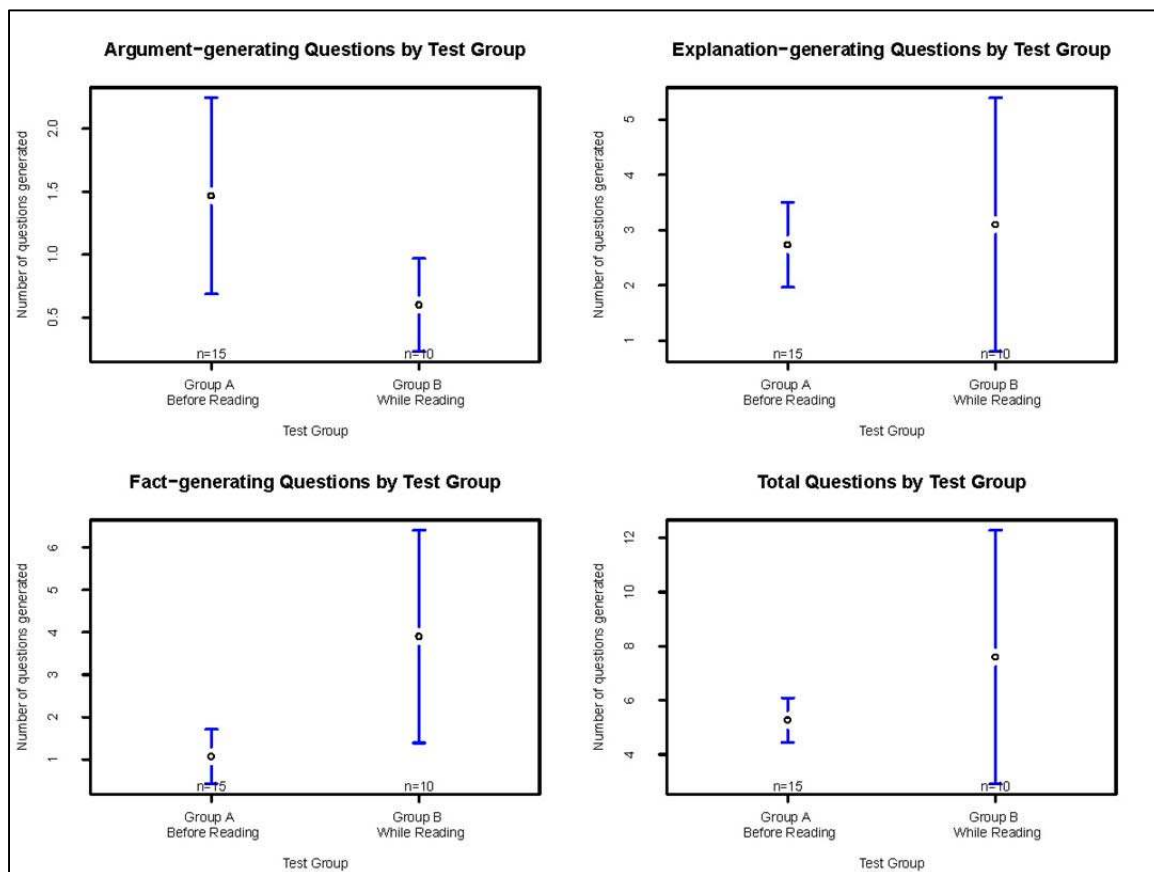 Argument-generating Questions by Test Group
Number of questions generated
2.0
1.5
1.0
0.5
n=15
n=10
Group A
Before Reading
Group B
While Reading
Test Group
Explanation-generating Questions by Test Group
Number of questions generated
5
4
3
2
1
n=15
n=10
Group A
Before Reading
Group B
While Reading
Test Group
Fact-generating Questions by Test Group
Number of questions generated
6
5
4
3
2
1
n=15
n=10
Group A
Before Reading
Group B
While Reading
Test Group
Total Questions by Test Group
Number of questions generated
12
10
8
6
4
n=15
n=10
Group A
Before Reading
Group B
While Reading
Test Group